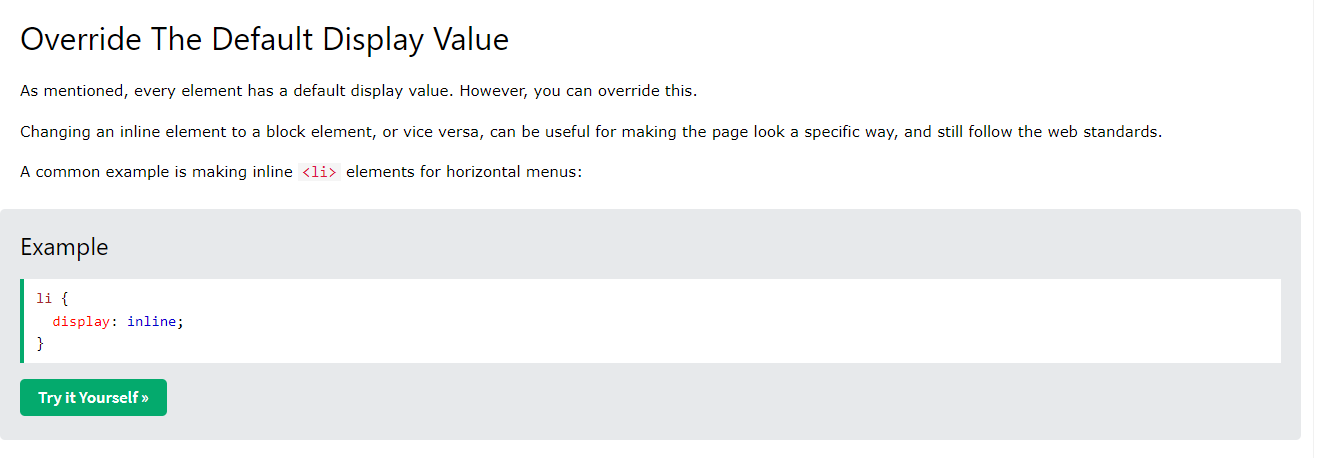 Override The Default Display Value
As mentioned, every element has a default display value. However, you can override this.
Changing an inline element to a block element, or vice versa, can be useful for making the page look a specific way, and still follow the web standards.
A common example is making inline <li> elements for horizontal menus:
Example
li {
  display: inline;
}
Try it Yourself »